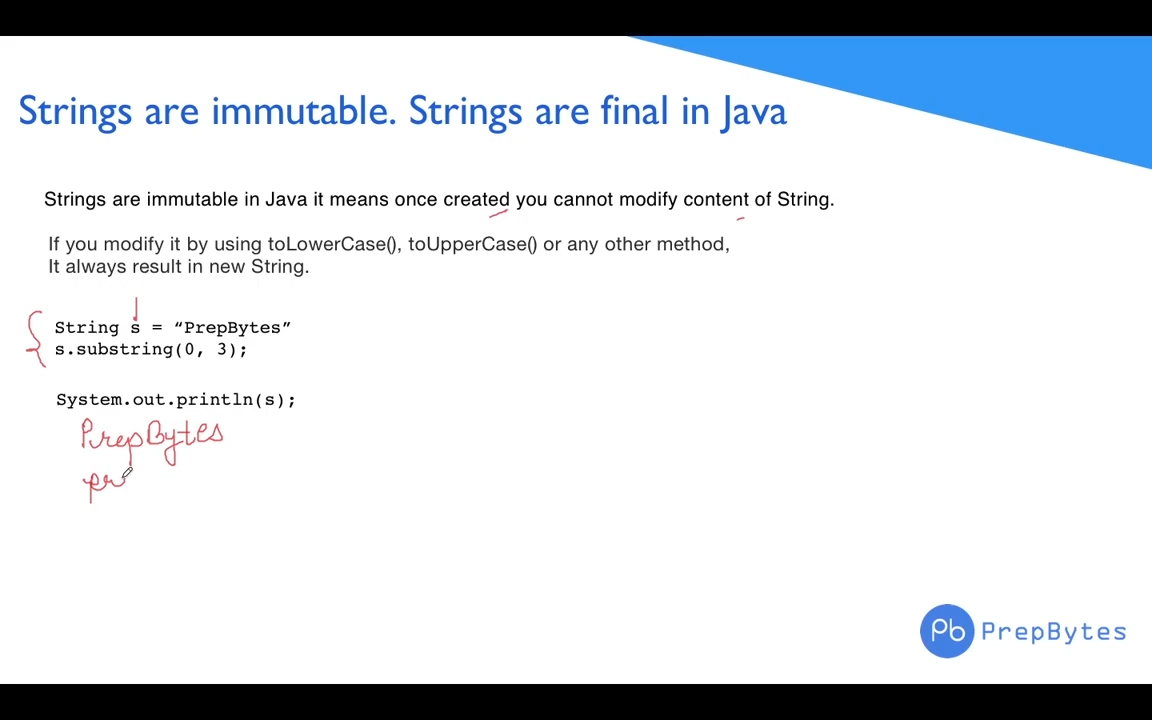 Strings are immutable. Strings are final in Java
Strings are immutable in Java it means once created you cannot modify content of String.
If you modify it by using toLowerCase(), toUpperCase() or any other method,
It always result in new String.
String s = “PrepBytes”
s.substring(0, 3);
System.out.println(s);
PrepBytes
pr
Pb PrepBytes